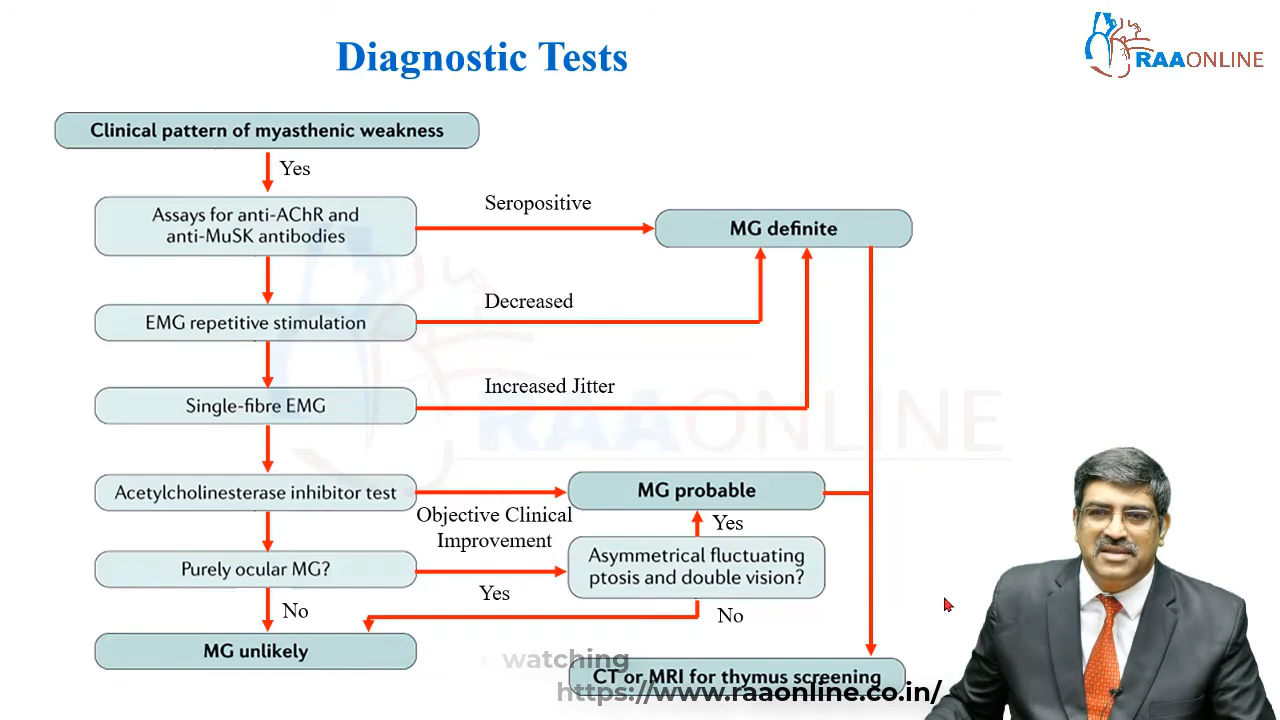 Diagnostic Tests
RAAONLINE
Clinical pattern of myasthenic weakness
Yes
Assays for anti-AChR and
anti-MuSK antibodies
Seropositive
MG definite
EMG repetitive stimulation
Decreased
Single-fibre EMG
Increased Jitter
RAAONLINE
Acetylcholinesterase inhibitor test
Objective Clinical
Improvement
MG probable
Yes
Purely ocular MG?
Yes
Asymmetrical fluctuating
ptosis and double vision?
No
No
MG unlikely
watching
CT or MRI for thymus screening
https://www.raaonline.co.in/